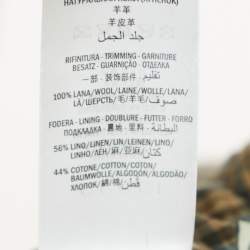 羊革
羊皮革
جلد الجمل
RIFINITURA - TRIMMING - GARNITURE
BESATZ - GUARNIÇÃO - ОТДЕЛКА
一部 - 装饰部件 - تقليم
100% LANA/WOOL/LAINE/WOLLE/LANA/
LÃ/ШЕРСТЬ/毛/羊毛/صوف
FODERA - LINING - DOUBLURE - FUTTER - FORRO
ПОДКЛАДКА - 裏地 - 里料 - البطانة
56% LINO/LINEN/LIN/LEINEN/LINO/
LINHO/ЛЁН/麻/亚麻/كتان
44% COTONE/COTTON/COTON/
BAUMWOLLE/ALGODÓN/ALGODÃO/
ХЛОПОК/綿/棉/قطن